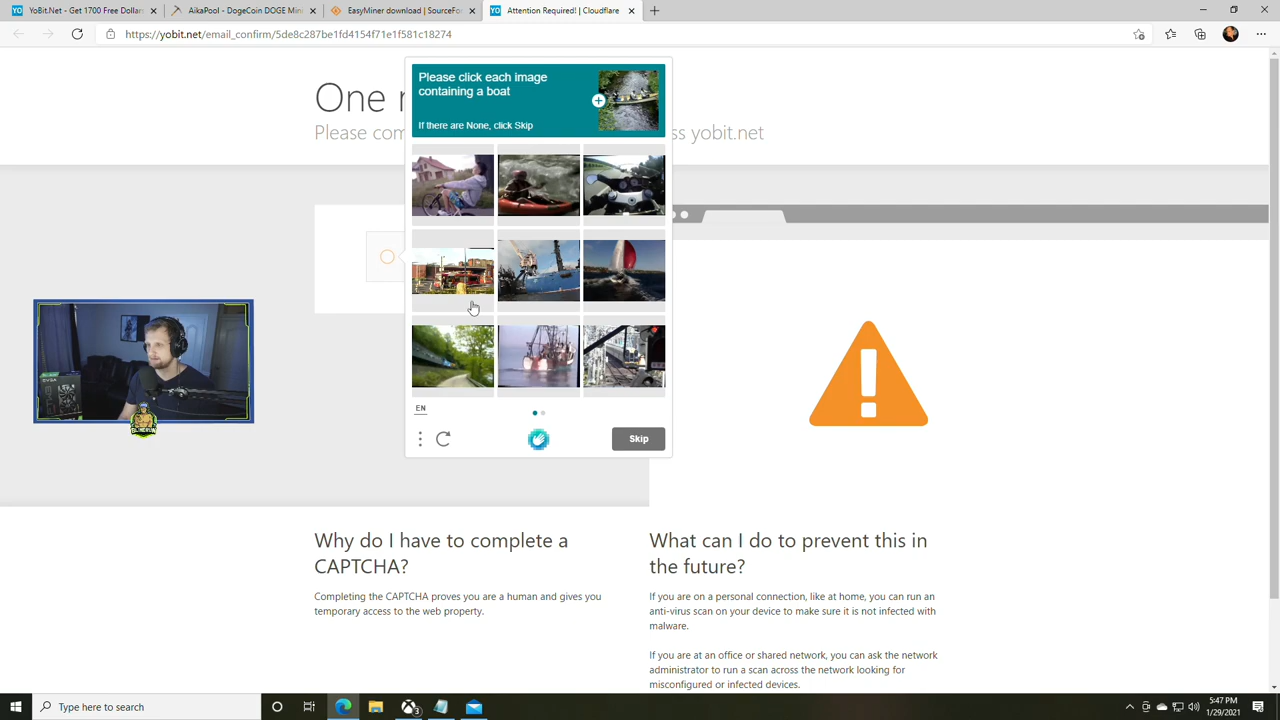 YoBit.Net - Get 1700 Free Dollars
AikaPool - DogeCoin DOGE Min
EasyMiner download | SourceFor
Attention Required! | Cloudflare
https://yobit.net/email_confirm/5de8c287be1fd4154f71e1f581c18274
One
Please com
ss yobit.net
Please click each image
containing a boat
If there are None, click Skip
EN
Skip
Why do I have to complete a
CAPTCHA?
Completing the CAPTCHA proves you are a human and gives you
temporary access to the web property.
What can I do to prevent this in
the future?
If you are on a personal connection, like at home, you can run an
anti-virus scan on your device to make sure it is not infected with
malware.
If you are at an office or shared network, you can ask the network
administrator to run a scan across the network looking for
misconfigured or infected devices.
Type here to search
5:47 PM
1/29/2021